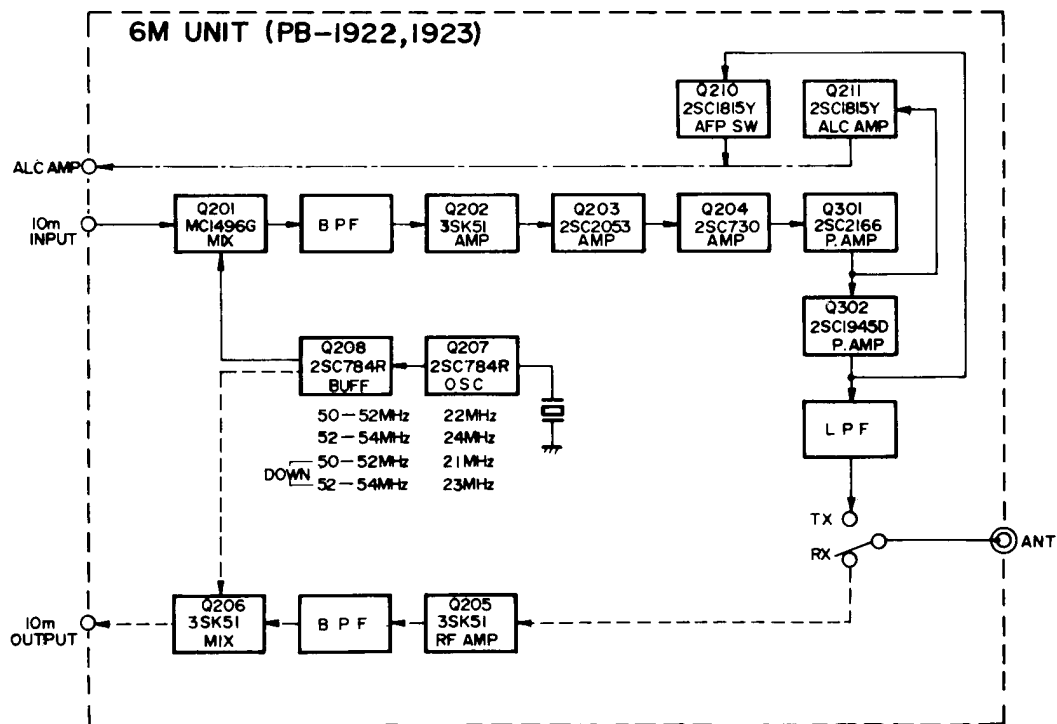 6M UNIT (PB-1922,1923)
Q210
2SC1815Y
AFP SW
Q211
2SC1815Y
ALC AMP
ALC AMP
10m
INPUT
Q201
MC1496G
MIX
BPF
Q202
3SK51
AMP
Q203
2SC2053
AMP
Q204
2SC730
AMP
Q301
2SC2166
P.AMP
Q302
2SC1945D
P.AMP
Q208
2SC784R
BUFF
Q207
2SC784R
OSC
50-52MHz 22MHz
52-54MHz 24MHz
DOWN
50-52MHz 21MHz
52-54MHz 23MHz
LPF
TX
RX
ANT
10m
OUTPUT
Q206
3SK51
MIX
BPF
Q205
3SK51
RF AMP